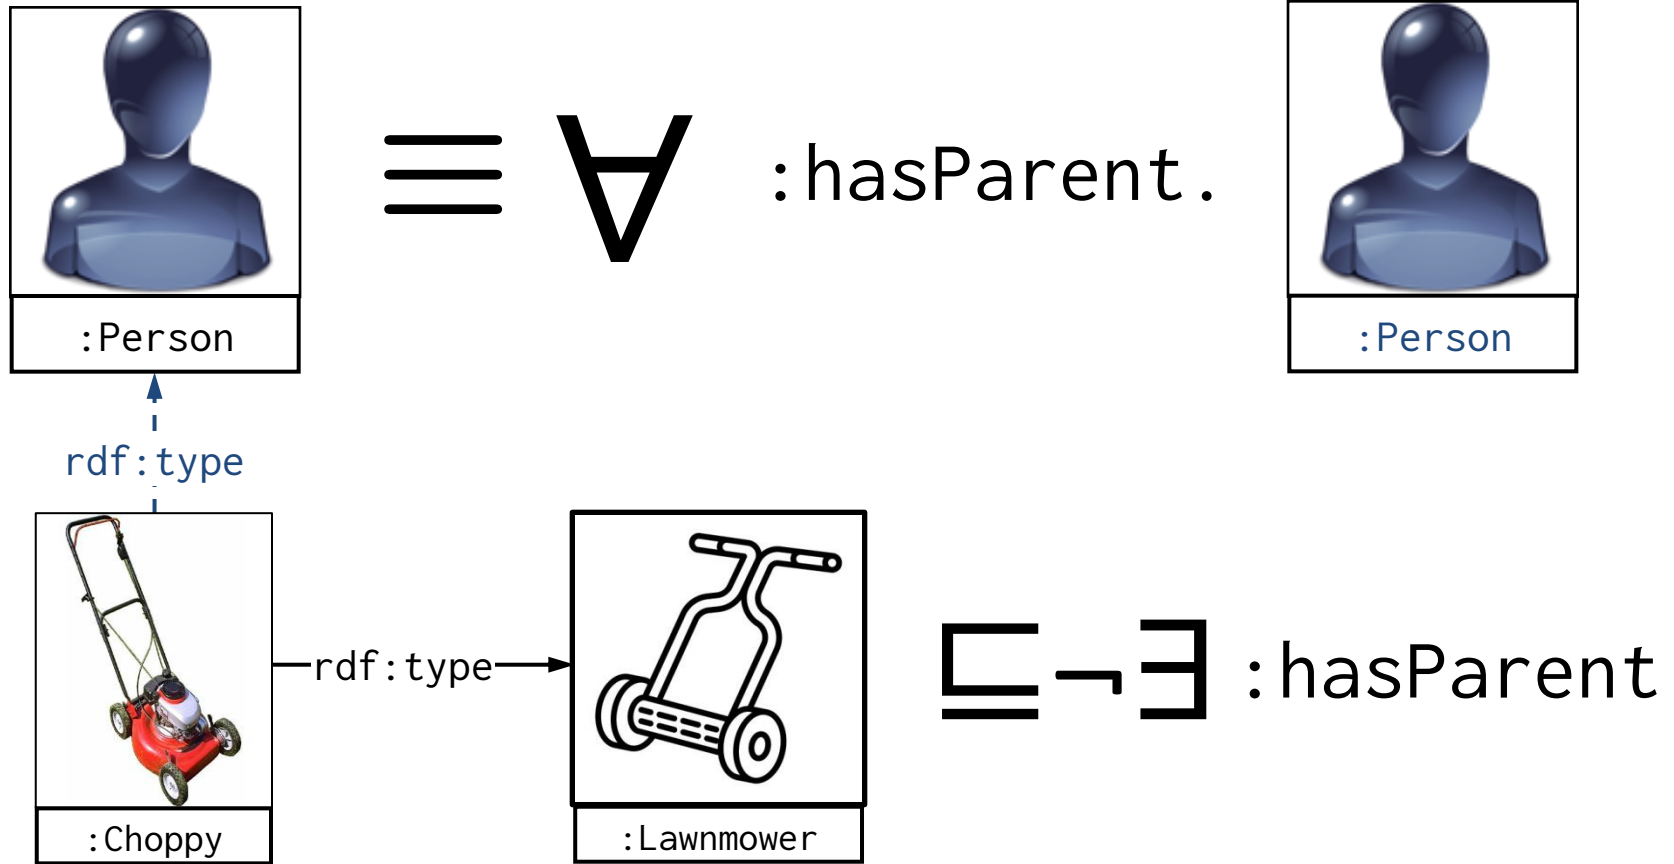 ≡ ∀ :hasParent.
:Person
:Person
rdf:type
rdf:type
⊑¬∃ :hasParent
:Choppy
:Lawnmower